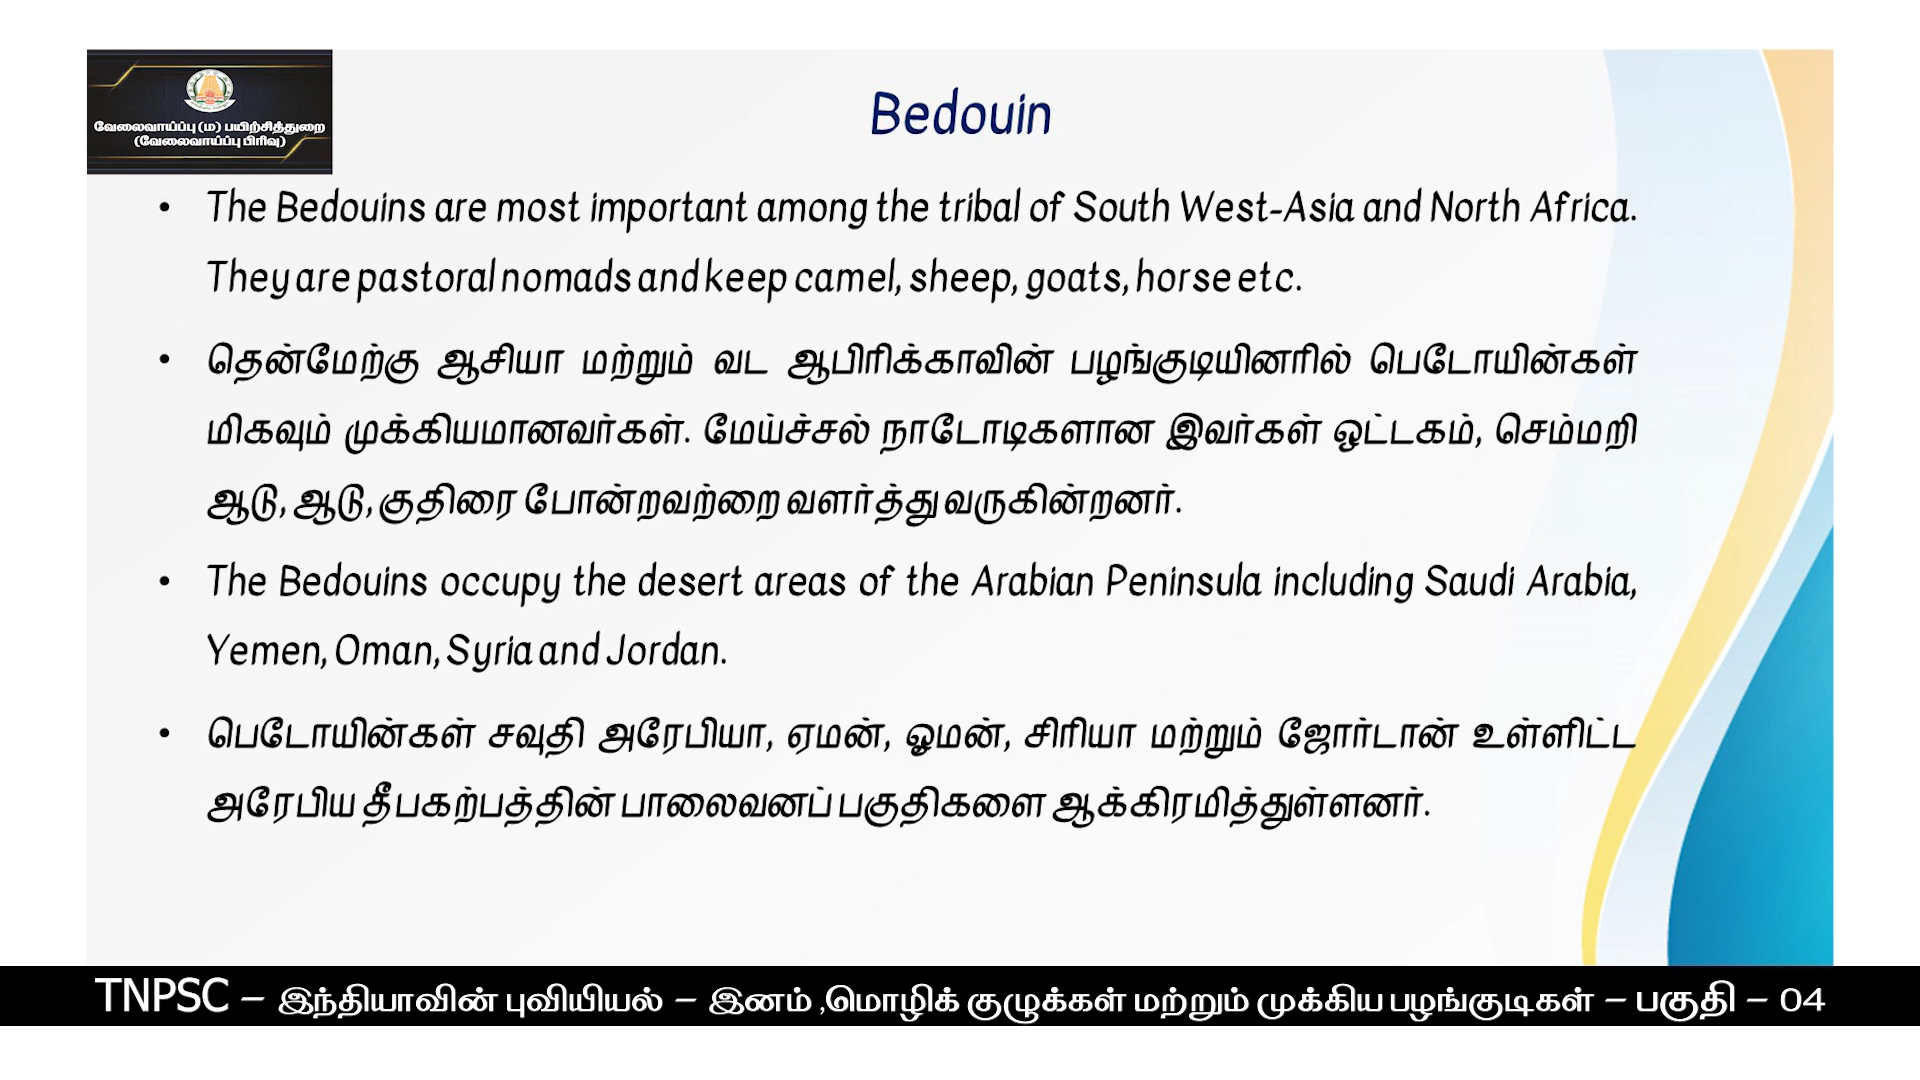 வேலைவாய்ப்பு (ம) பயிற்சித்துறை
(வேலைவாய்ப்பு பிரிவு)
Bedouin
• The Bedouins are most important among the tribal of South West-Asia and North Africa.
They are pastoral nomads and keep camel, sheep, goats, horse etc.
• தென்மேற்கு ஆசியா மற்றும் வட ஆபிரிக்காவின் பழங்குடியினரில் பெடோயின்கள்
மிகவும் முக்கியமானவர்கள். மேய்ச்சல் நாடோடிகளான இவர்கள் ஒட்டகம், செம்மறி
ஆடு, ஆடு, குதிரை போன்றவற்றை வளர்த்து வருகின்றனர்.
• The Bedouins occupy the desert areas of the Arabian Peninsula including Saudi Arabia,
Yemen, Oman, Syria and Jordan.
• பெடோயின்கள் சவுதி அரேபியா, ஏமன், ஓமன், சிரியா மற்றும் ஜோர்டான் உள்ளிட்ட
அரேபிய தீபகற்பத்தின் பாலைவனப் பகுதிகளை ஆக்கிரமித்துள்ளனர்.
TNPSC – இந்தியாவின் புவியியல் – இனம் ,மொழிக் குழுக்கள் மற்றும் முக்கிய பழங்குடிகள் – பகுதி – 04